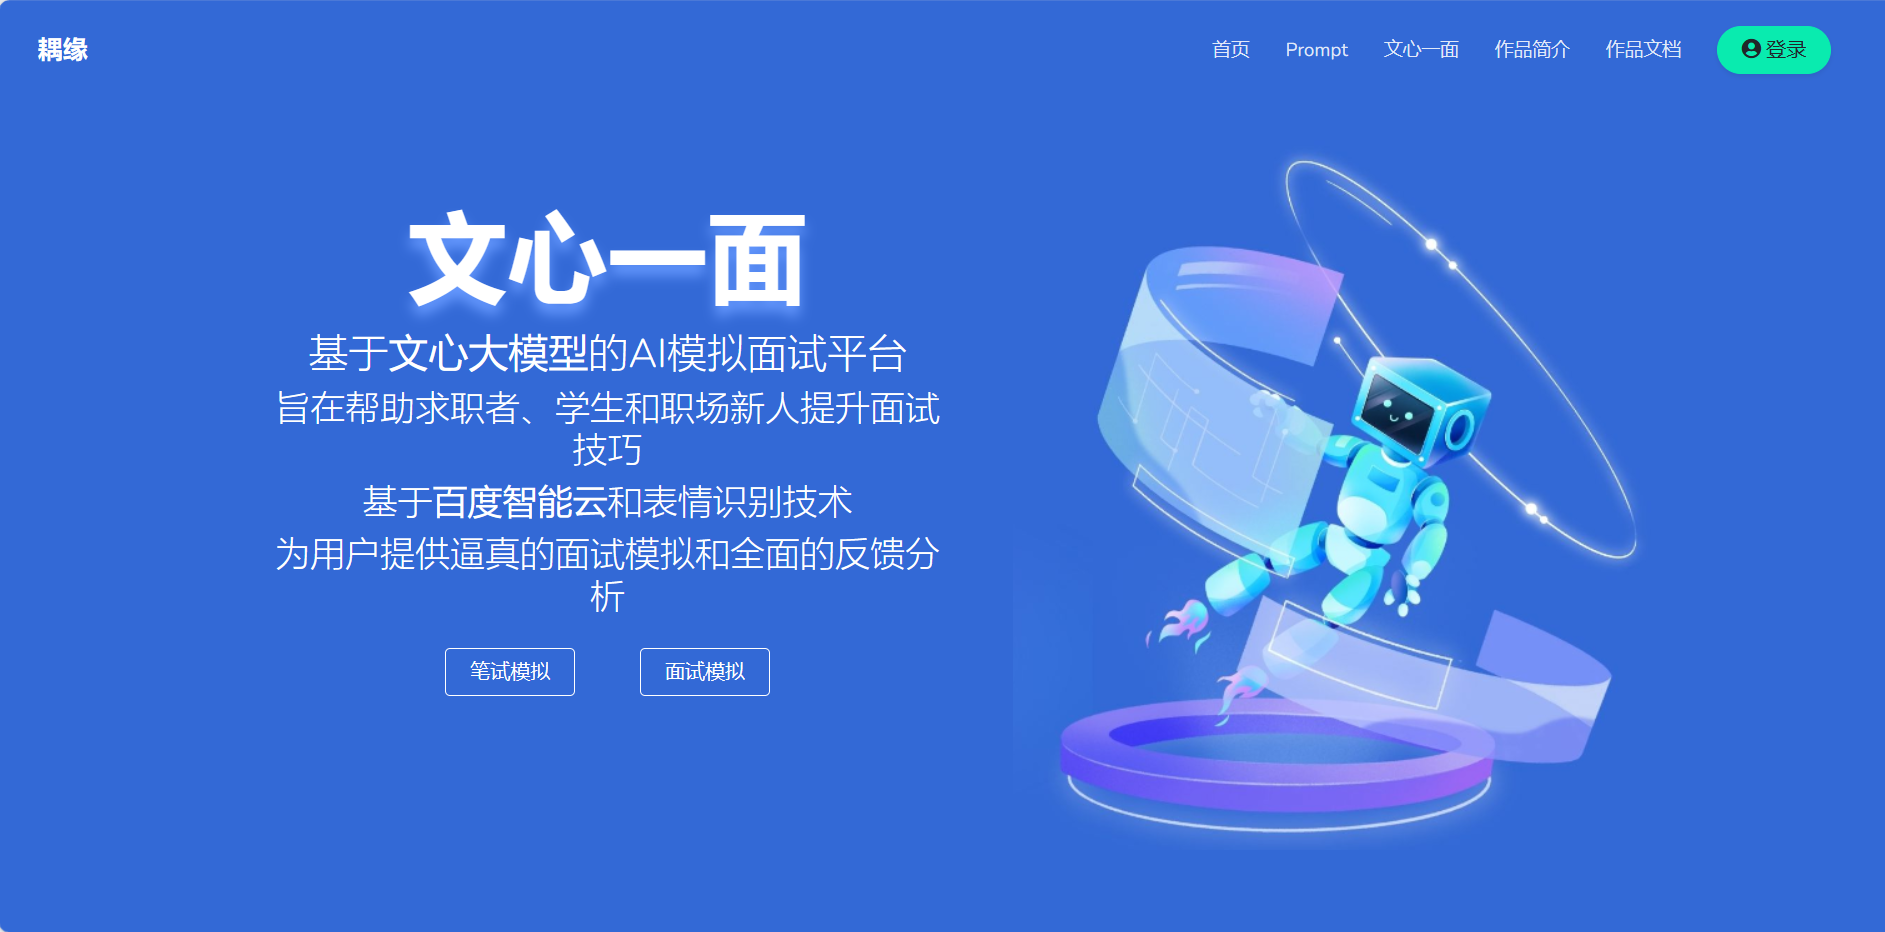 耦缘
首页 Prompt 文心一面 作品简介 作品文档 登录
文心一面
基于文心大模型的AI模拟面试平台
旨在帮助求职者、学生和职场新人提升面试
技巧
基于百度智能云和表情识别技术
为用户提供逼真的面试模拟和全面的反馈分
析
笔试模拟 面试模拟